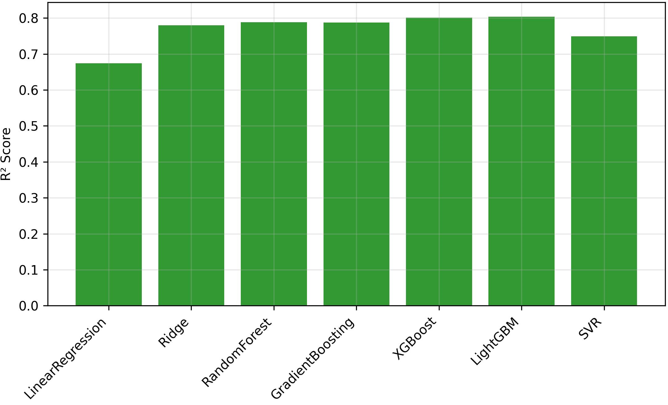 R² Score
0.8
0.7
0.6
0.5
0.4
0.3
0.2
0.1
0.0
LinearRegression
Ridge
RandomForest
GradientBoosting
XGBoost
LightGBM
SVR